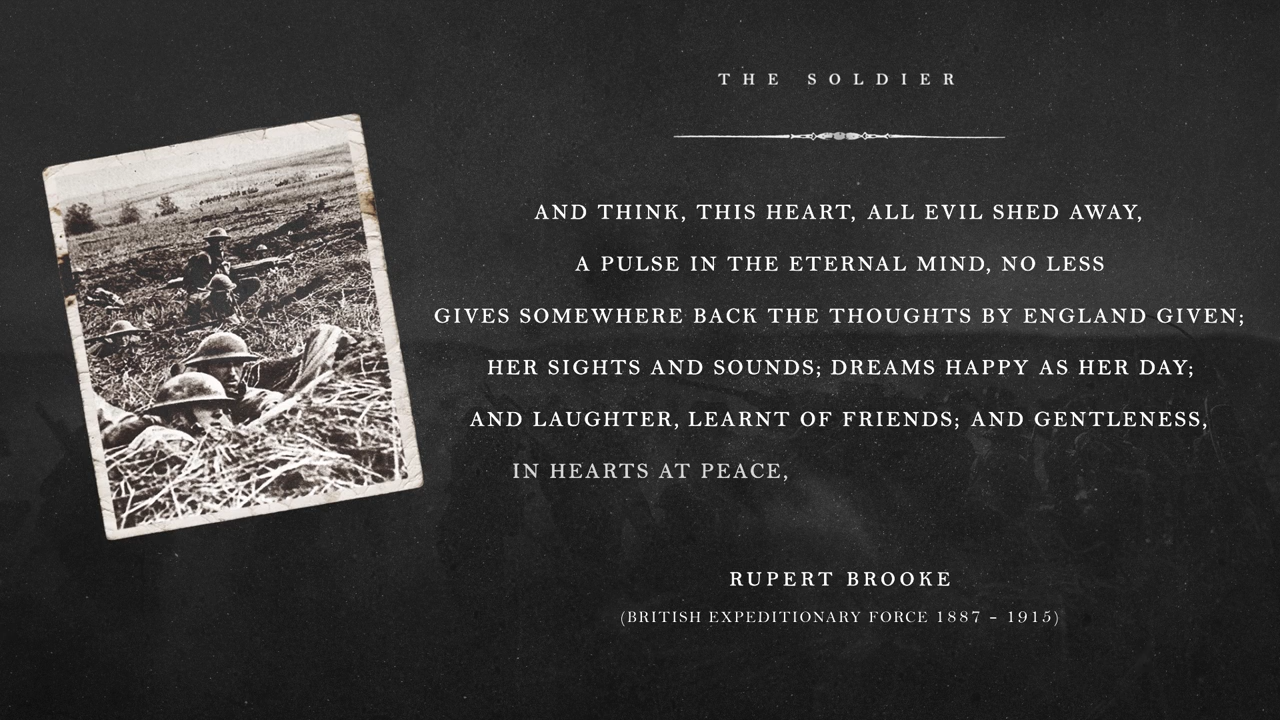 THE SOLDIER
AND THINK, THIS HEART, ALL EVIL SHED AWAY,
A PULSE IN THE ETERNAL MIND, NO LESS
GIVES SOMEWHERE BACK THE THOUGHTS BY ENGLAND GIVEN;
HER SIGHTS AND SOUNDS; DREAMS HAPPY AS HER DAY;
AND LAUGHTER, LEARNT OF FRIENDS; AND GENTLENESS,
IN HEARTS AT PEACE,
RUPERT BROOKE
(BRITISH EXPEDITIONARY FORCE 1887 – 1915)